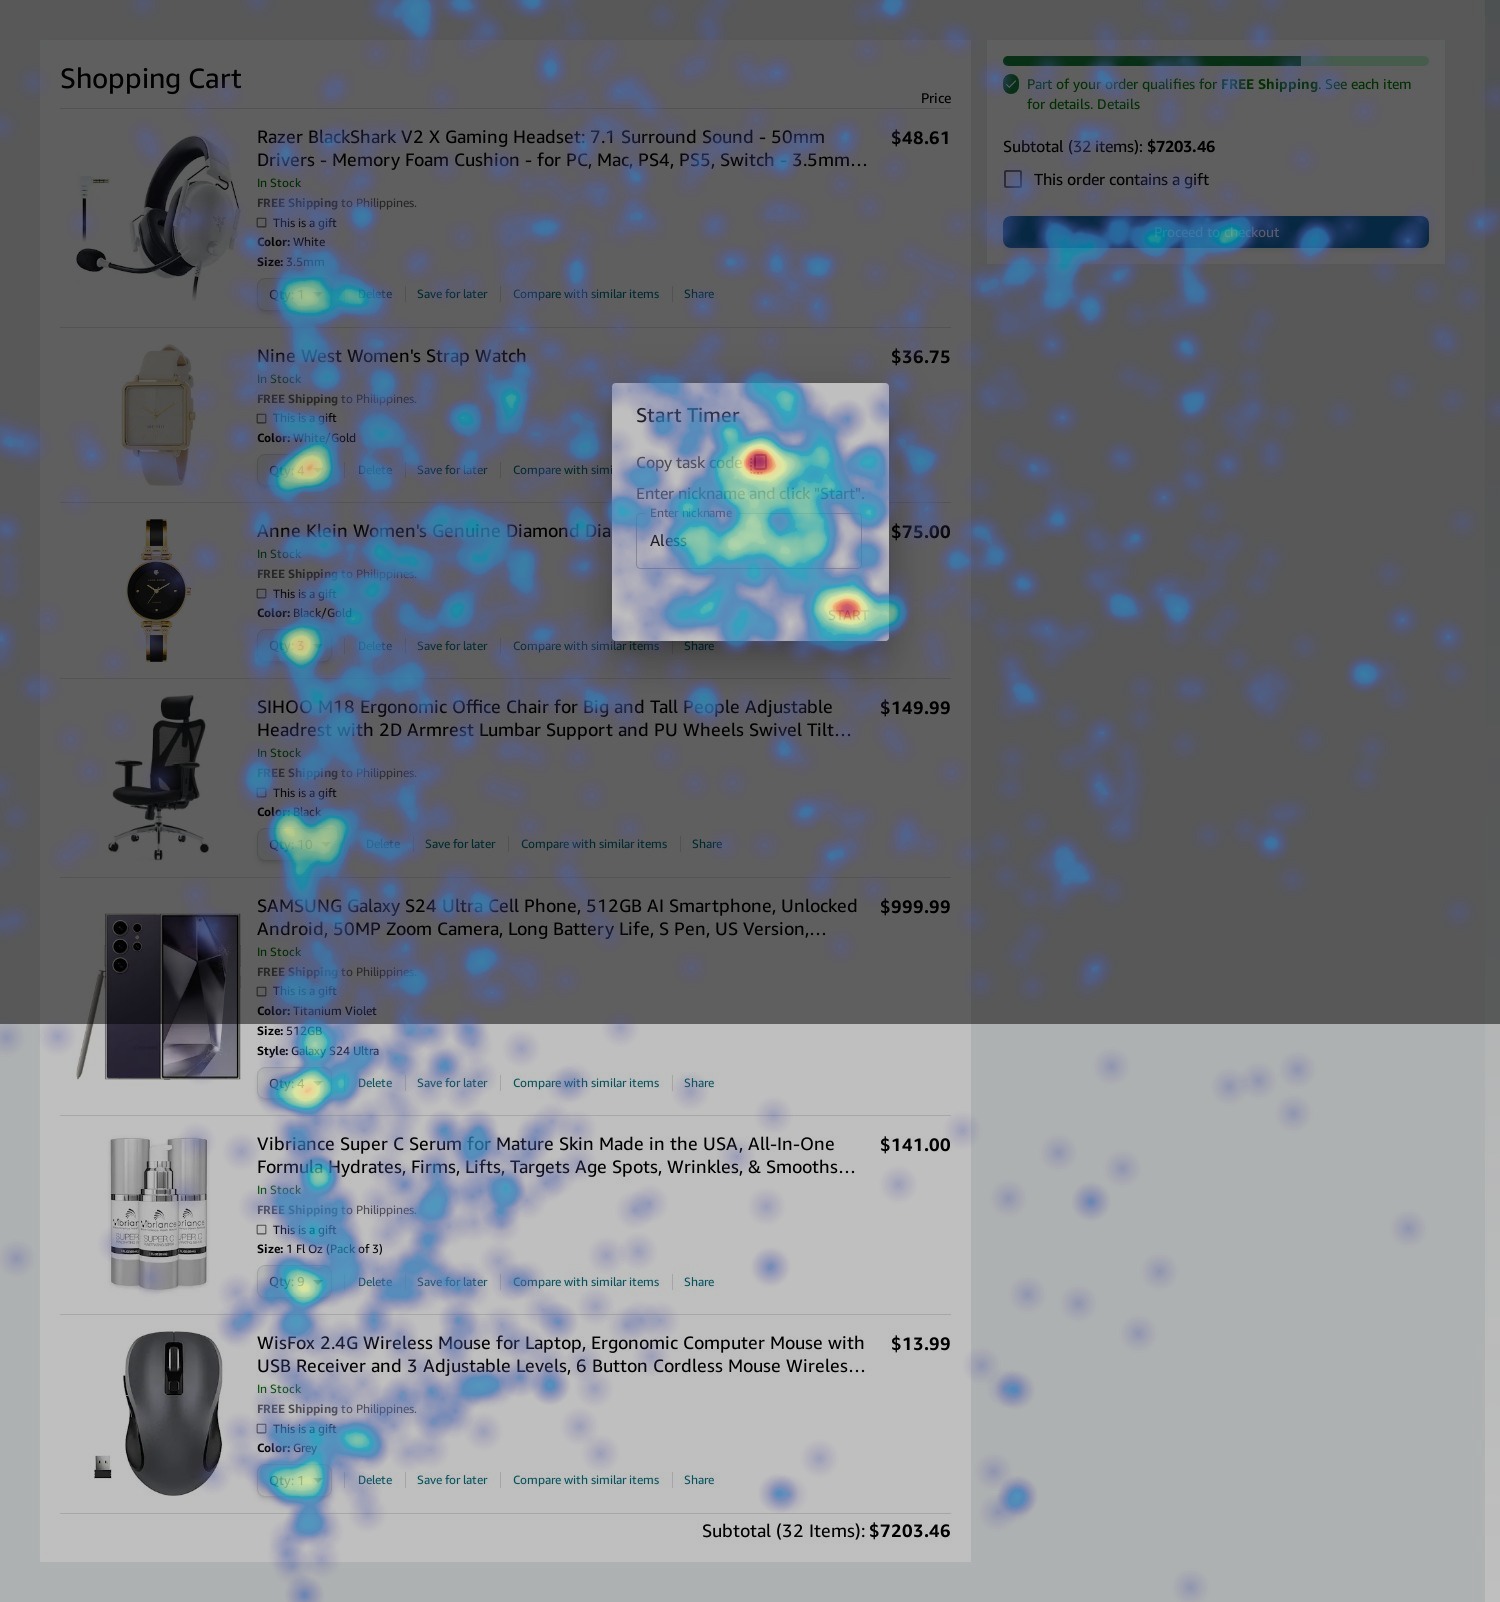 Shopping Cart
Price
Razer BlackShark V2 X Gaming Headset: 7.1 Surround Sound - 50mm
Drivers - Memory Foam Cushion - for PC, Mac, PS4, PS5, Switch - 3.5mm...
$48.61
In Stock
FREE Shipping to Philippines.
This is a gift
Color: White
Size: 3.5mm
Qty: 1
Delete
Save for later
Compare with similar items
Share
Nine West Women's Strap Watch
$36.75
In Stock
FREE Shipping to Philippines.
This is a gift
Color: White/Gold
Qty: 4
Delete
Save for later
Compare with simi
Anne Klein Women's Genuine Diamond Dia
$75.00
In Stock
FREE Shipping to Philippines.
This is a gift
Color: Black/Gold
Qty: 3
Delete
Save for later
Compare with similar items
Share
SIHOO M18 Ergonomic Office Chair for Big and Tall People Adjustable
Headrest with 2D Armrest Lumbar Support and PU Wheels Swivel Tilt...
$149.99
In Stock
FREE Shipping to Philippines.
This is a gift
Color: Black
Qty: 10
Delete
Save for later
Compare with similar items
Share
SAMSUNG Galaxy S24 Ultra Cell Phone, 512GB AI Smartphone, Unlocked
Android, 50MP Zoom Camera, Long Battery Life, S Pen, US Version,...
$999.99
In Stock
FREE Shipping to Philippines.
This is a gift
Color: Titanium Violet
Size: 512GB
Style: Galaxy S24 Ultra
Qty: 4
Delete
Save for later
Compare with similar items
Share
Vibriance Super C Serum for Mature Skin Made in the USA, All-In-One
Formula Hydrates, Firms, Lifts, Targets Age Spots, Wrinkles, & Smooths...
$141.00
In Stock
FREE Shipping to Philippines.
This is a gift
Size: 1 Fl Oz (Pack of 3)
Qty: 9
Delete
Save for later
Compare with similar items
Share
WisFox 2.4G Wireless Mouse for Laptop, Ergonomic Computer Mouse with
USB Receiver and 3 Adjustable Levels, 6 Button Cordless Mouse Wireles...
$13.99
In Stock
FREE Shipping to Philippines.
This is a gift
Color: Grey
Qty: 1
Delete
Save for later
Compare with similar items
Share
Subtotal (32 Items): $7203.46
Part of your order qualifies for FREE Shipping. See each item
for details. Details
Subtotal (32 items): $7203.46
This order contains a gift
Proceed to checkout
Start Timer
Copy task code
Enter nickname and click "Start".
Enter nickname
Aless
START